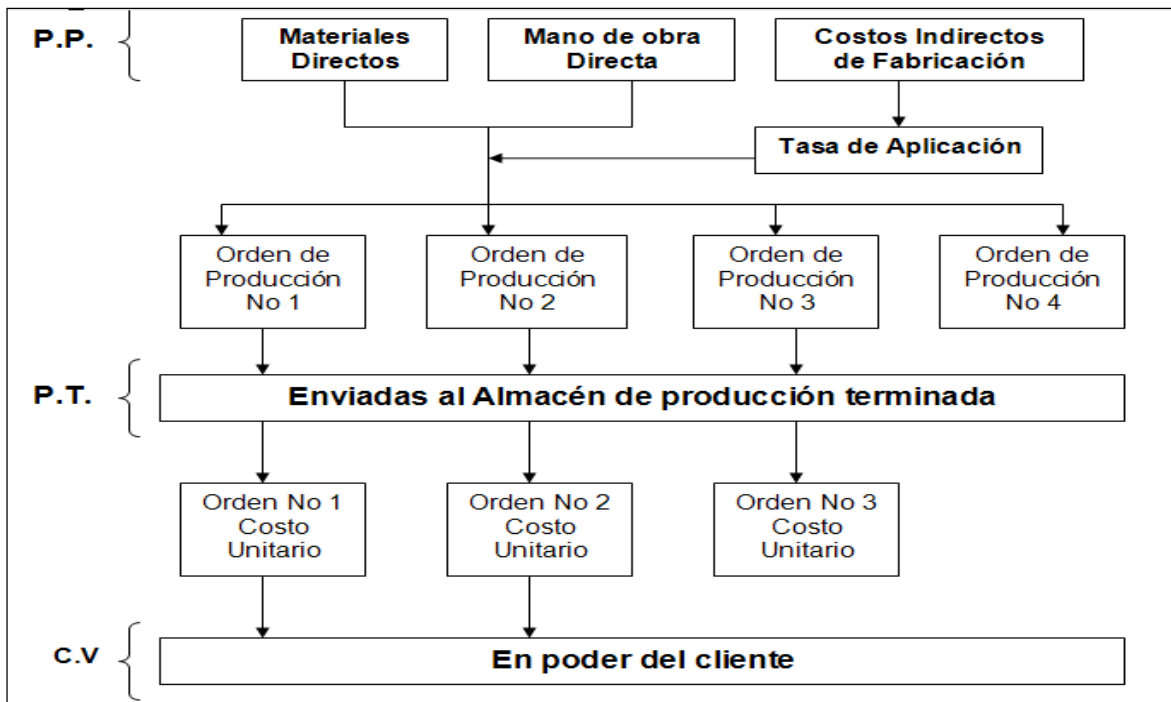 P.P.
Materiales
Directos
Mano de obra
Directa
Costos Indirectos
de Fabricación
Tasa de Aplicación
Orden de
Producción
No 1
Orden de
Producción
No 2
Orden de
Producción
No 3
Orden de
Producción
No 4
P.T.
Enviadas al Almacén de producción terminada
Orden No 1
Costo
Unitario
Orden No 2
Costo
Unitario
Orden No 3
Costo
Unitario
C.V
En poder del cliente